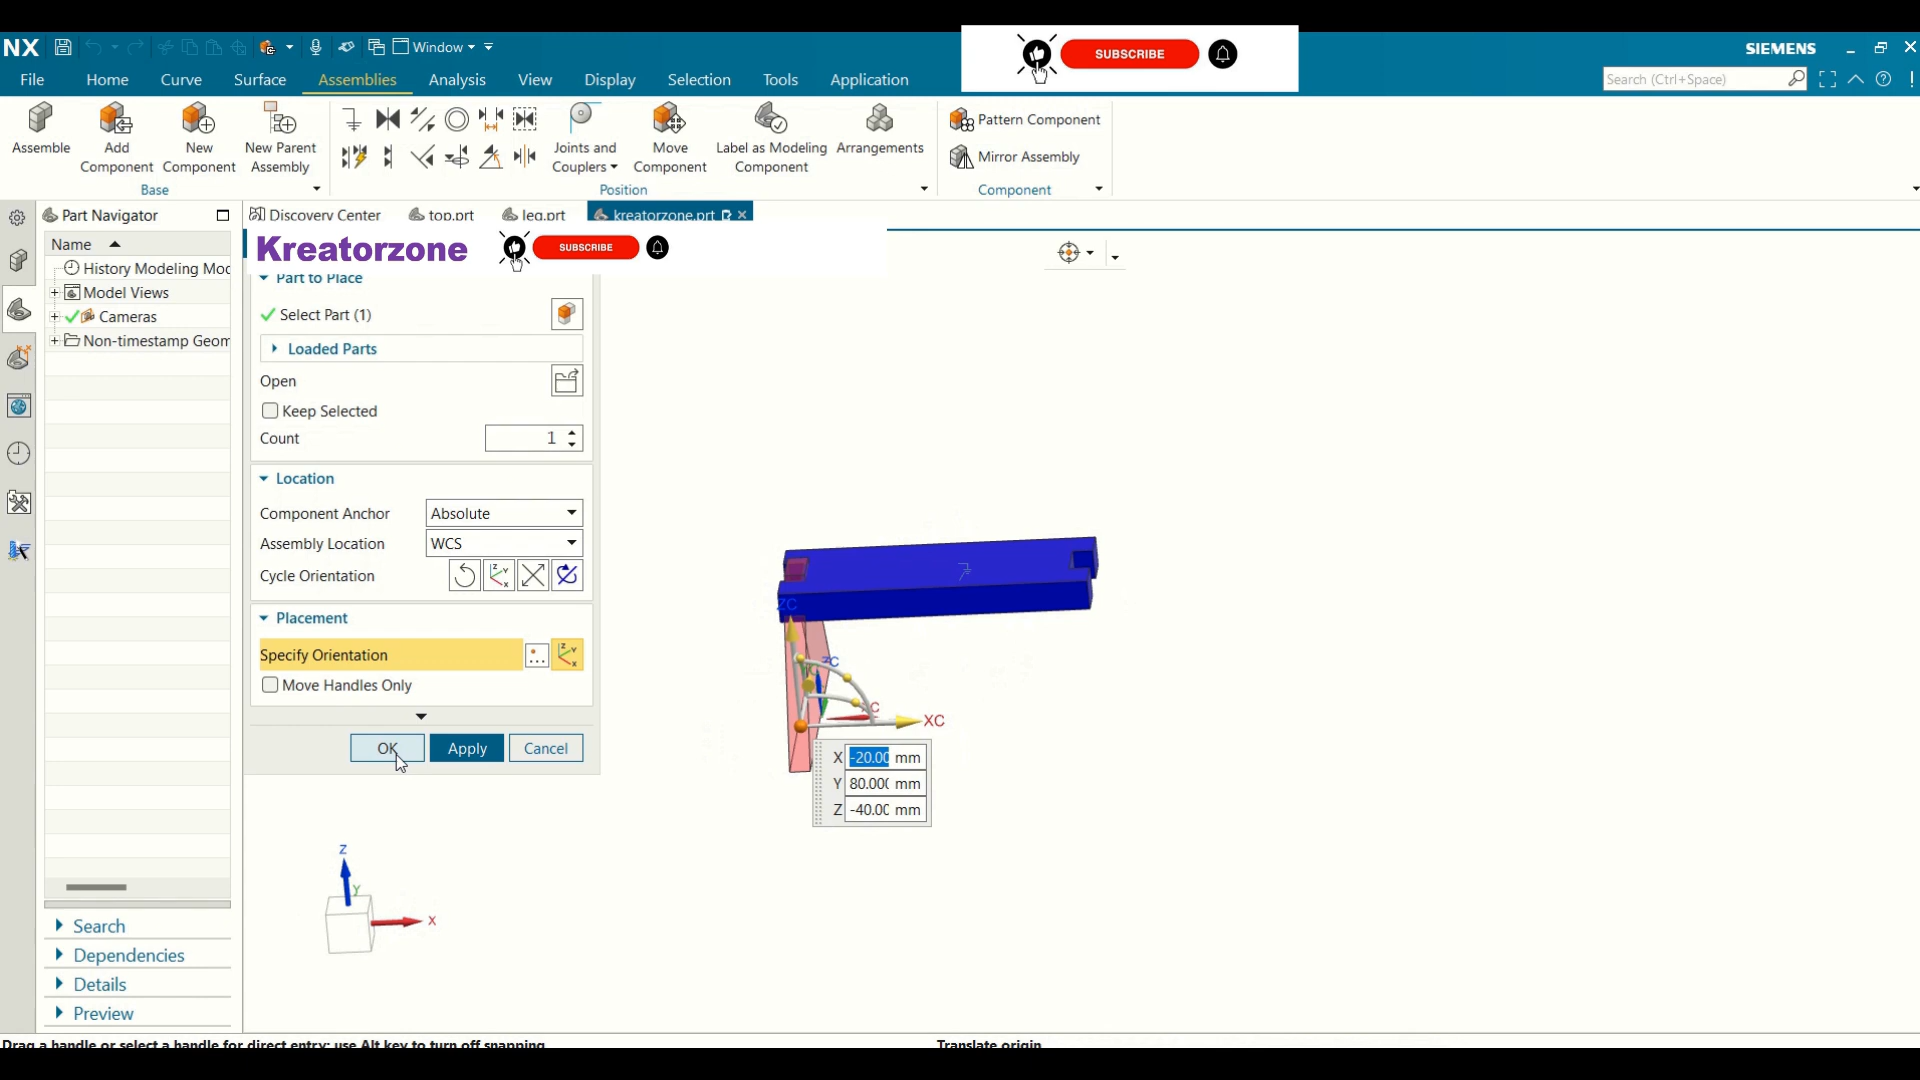 NX
Window
SUBSCRIBE
SIEMENS
File Home Curve Surface Assemblies Analysis View Display Selection Tools Application
Search (Ctrl+Space)
Assemble
Add Component
New Component
New Parent Assembly
Joints and Couplers
Move Component
Label as Modeling Component
Arrangements
Pattern Component
Mirror Assembly
Base
Position
Component
Part Navigator
Discovery Center
top.prt
leg.prt
kreatorzone.prt
Kreatorzone
SUBSCRIBE
Name
History Modeling Mod
Model Views
Cameras
Non-timestamp Geom
Part to Place
Select Part (1)
Loaded Parts
Open
Keep Selected
Count 1
Location
Component Anchor Absolute
Assembly Location WCS
Cycle Orientation
Placement
Specify Orientation
Move Handles Only
OK Apply Cancel
ZC
ZC
XC
X -20.00 mm
Y 80.000 mm
Z -40.00 mm
Z
Y
X
Search
Dependencies
Details
Preview
Drag a handle or select a handle for direct entry; use Alt key to turn off snapping
Translate origin